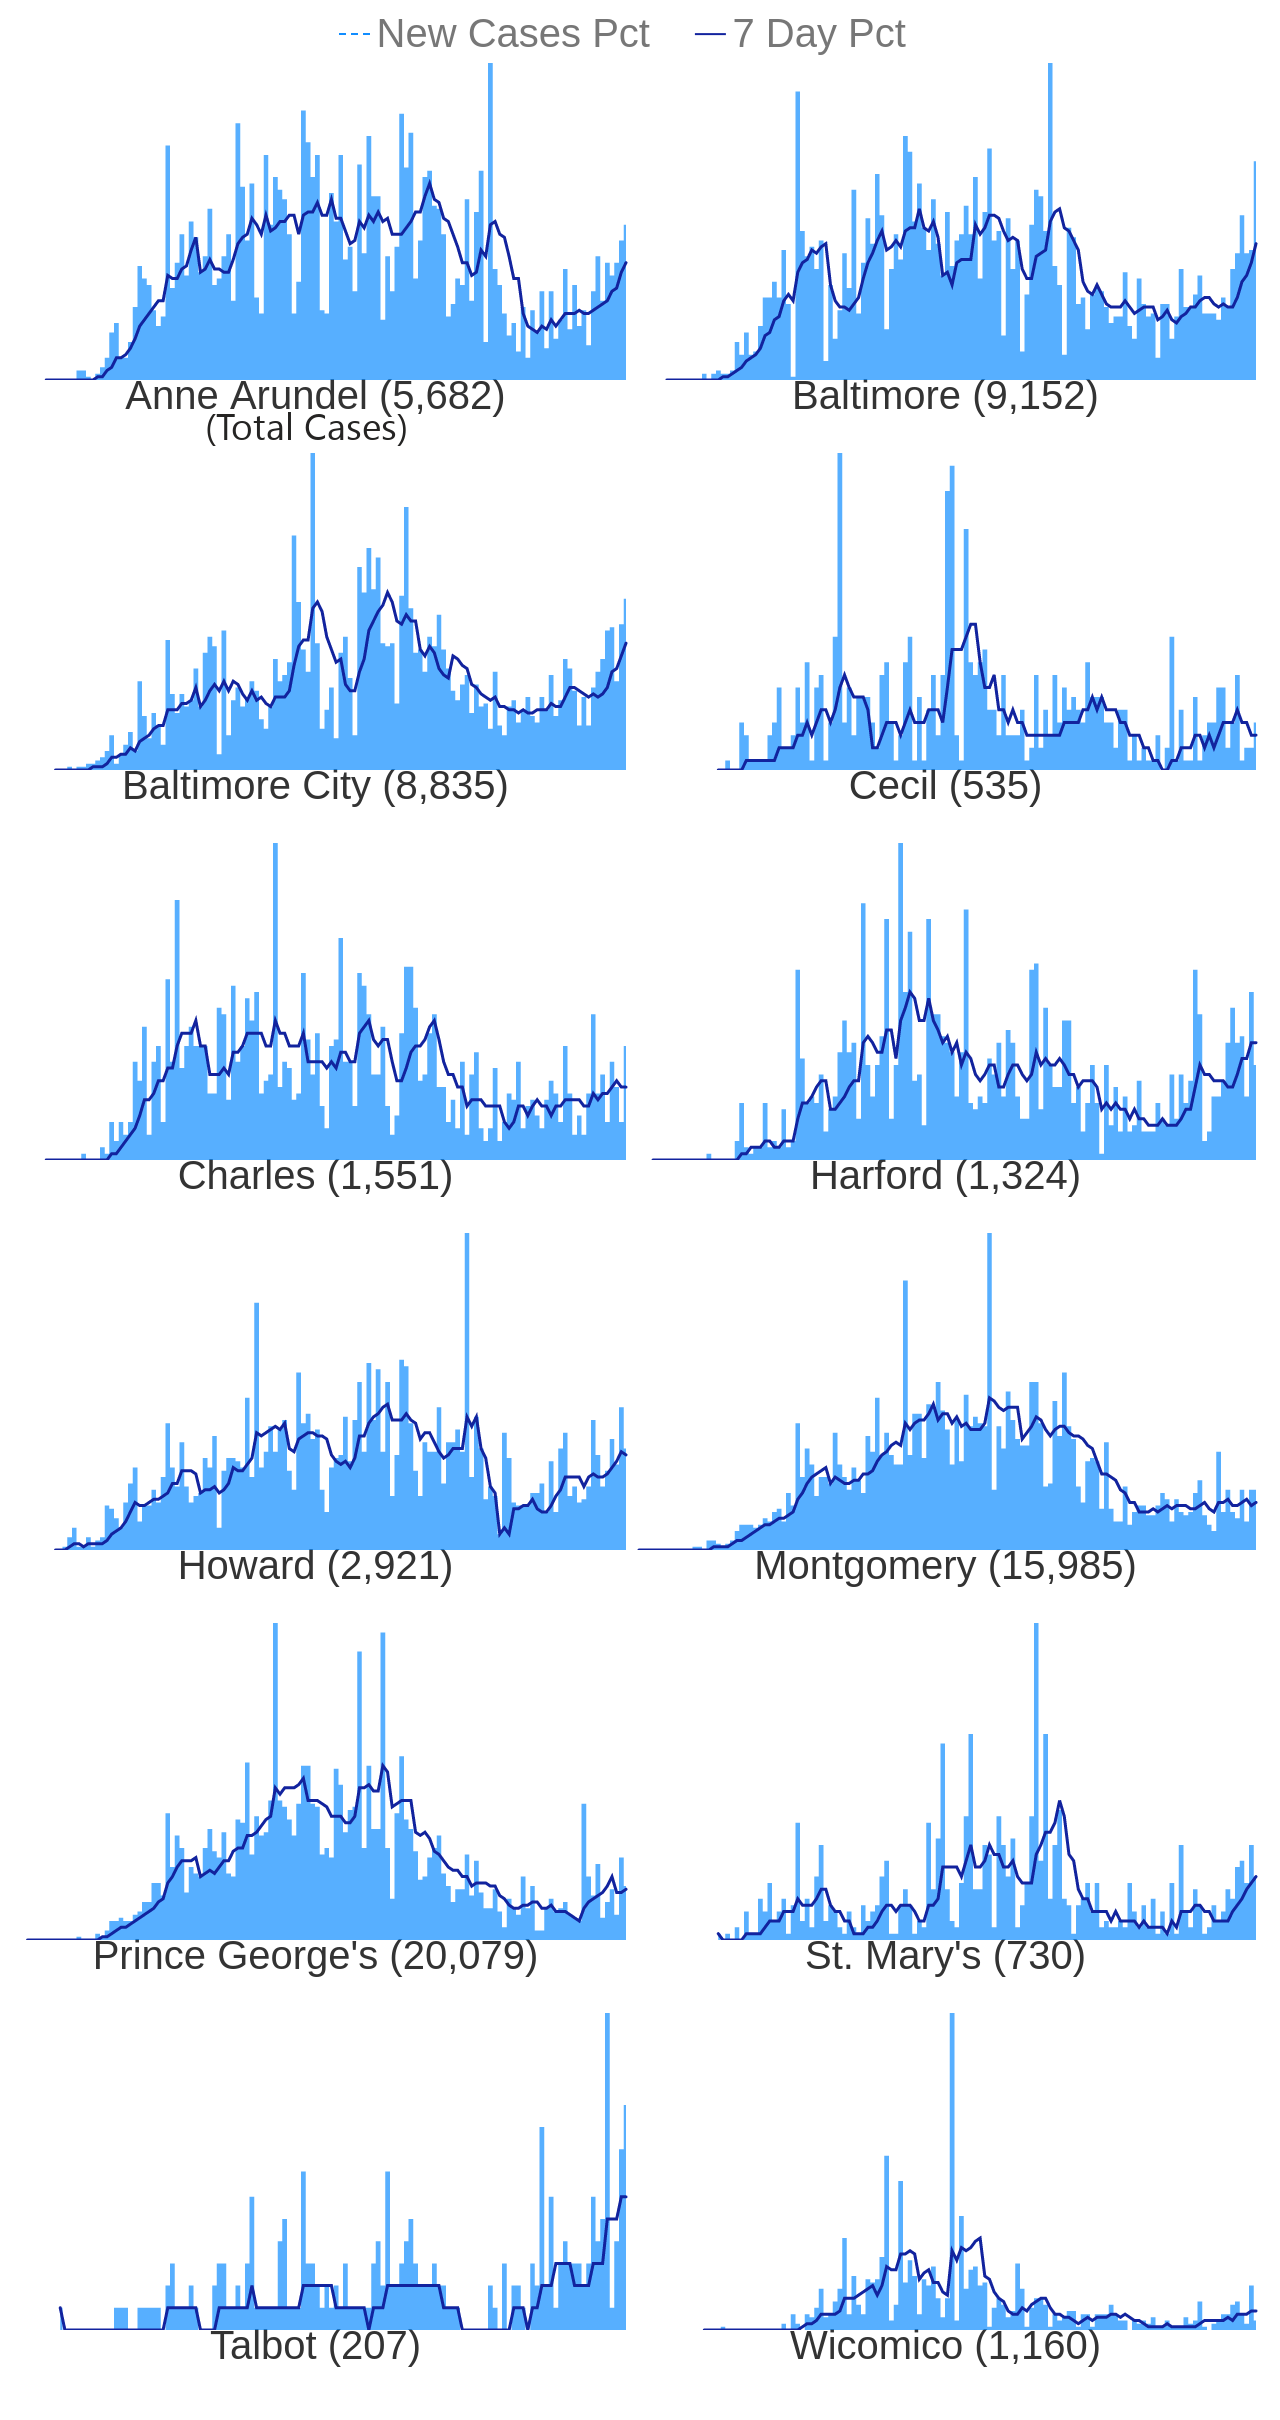 New Cases Pct 7 Day Pct
Anne Arundel (5,682) Baltimore (9,152)
(Total Cases)
Baltimore City (8,835) Cecil (535)
Charles (1,551) Harford (1,324)
Howard (2,921) Montgomery (15,985)
Prince George's (20,079) St. Mary's (730)
Talbot (207) Wicomico (1,160)